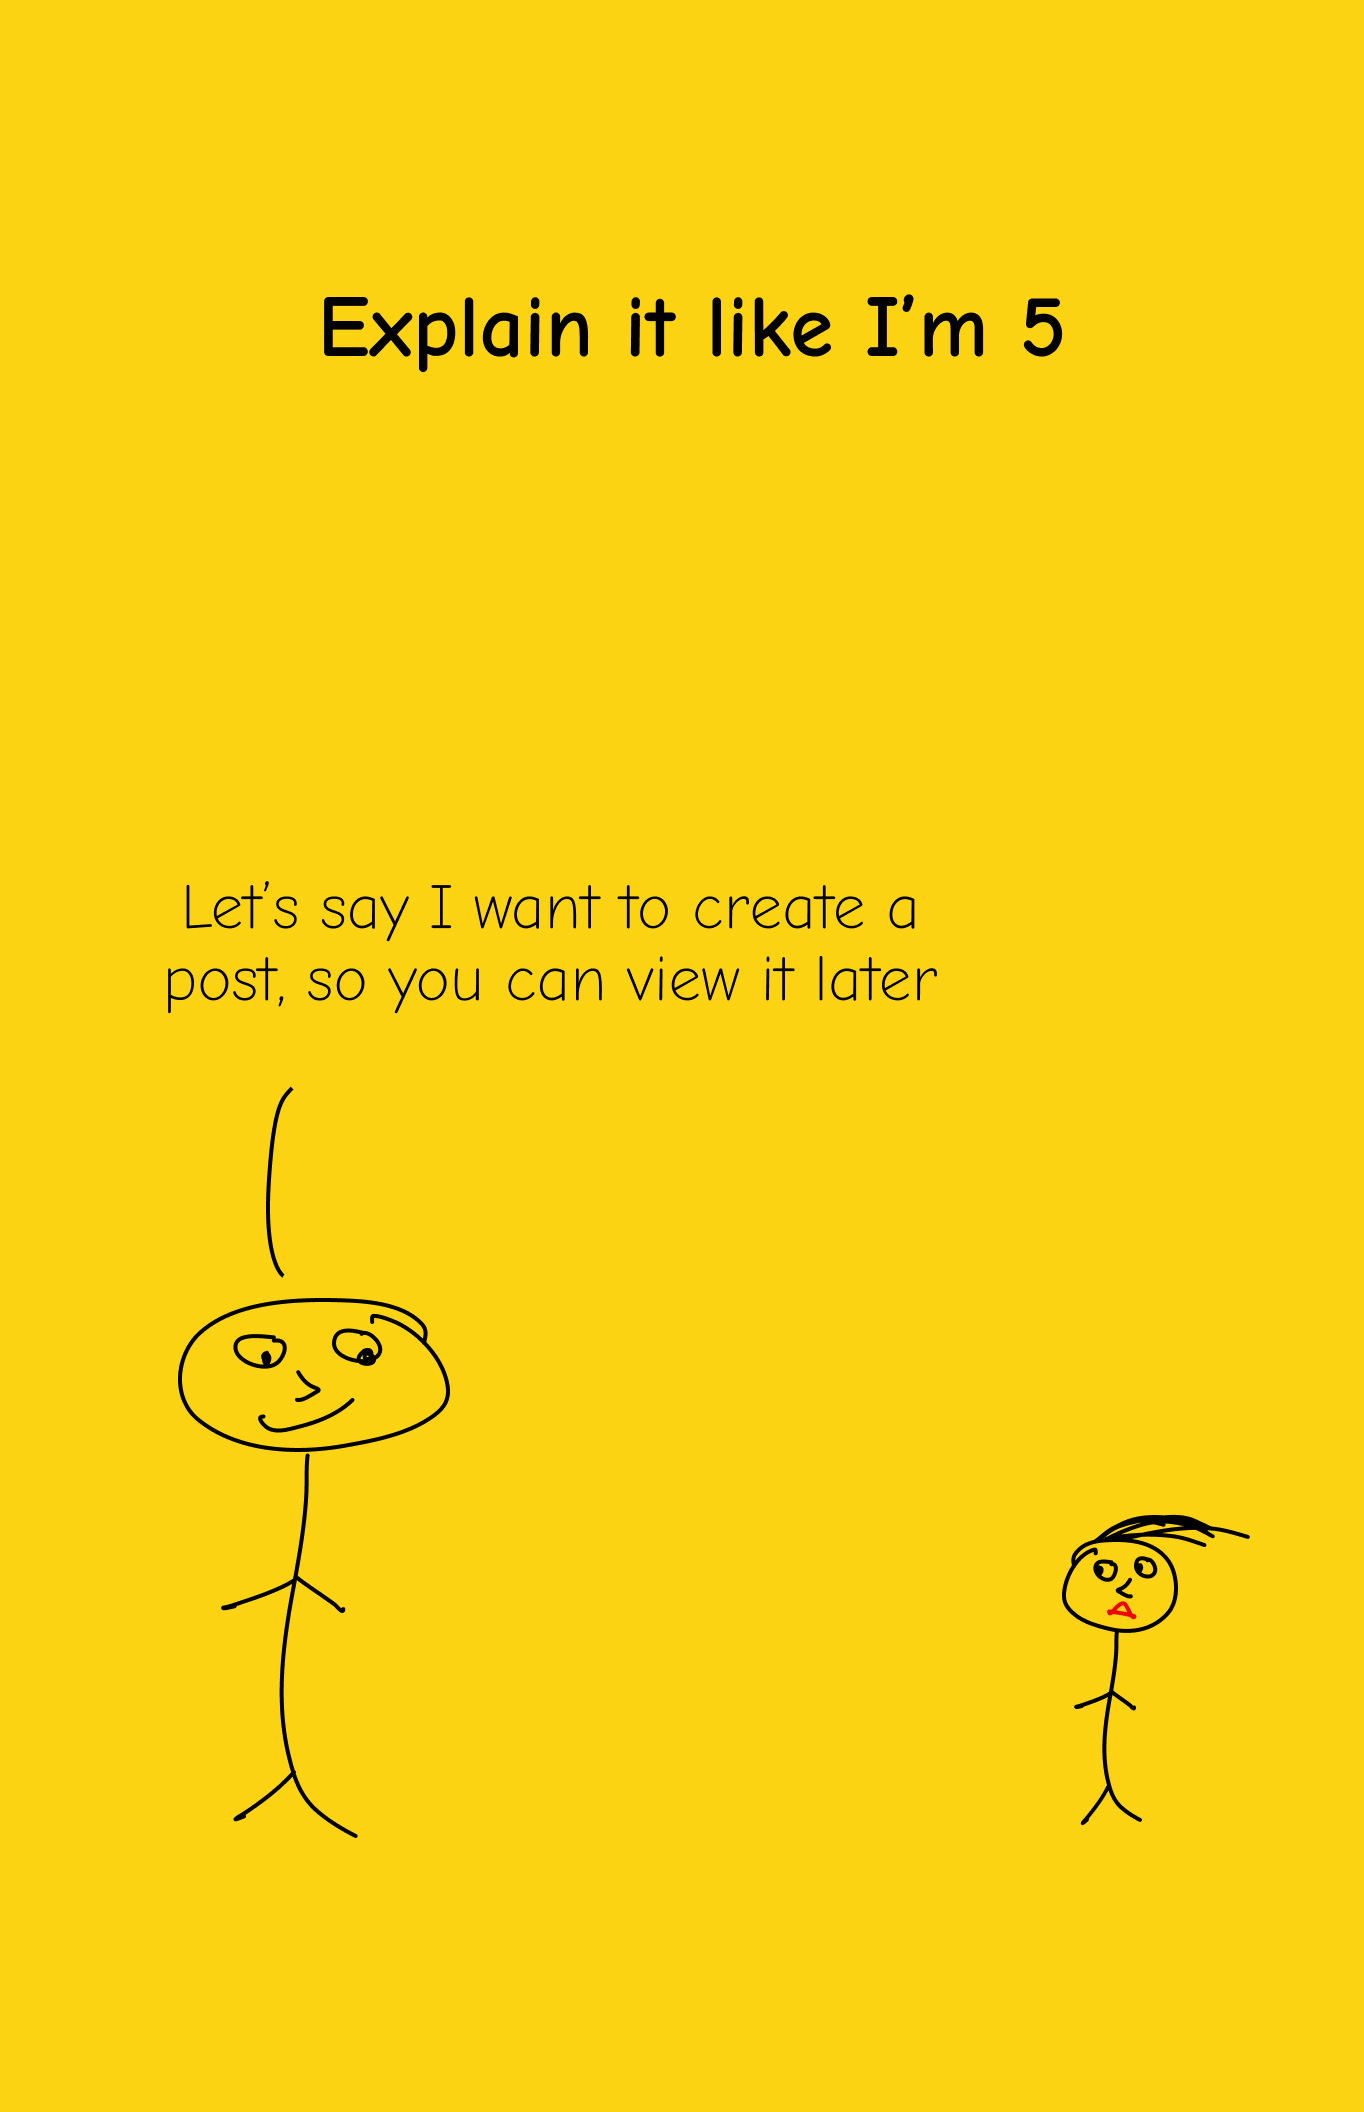 Explain it like I’m 5
Let’s say I want to create a
post, so you can view it later